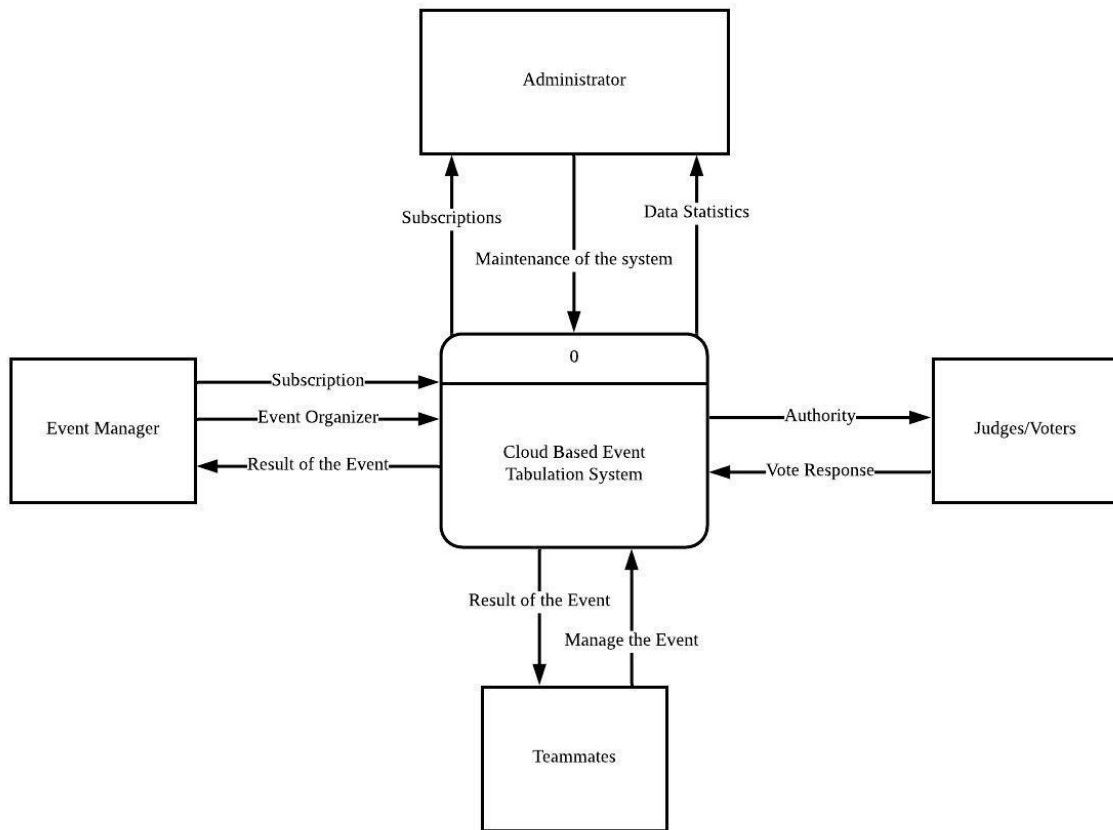 Administrator
Subscriptions
Data Statistics
Maintenance of the system
0
Event Manager
Subscription
Event Organizer
Result of the Event
Cloud Based Event
Tabulation System
Authority
Vote Response
Judges/Voters
Result of the Event
Manage the Event
Teammates